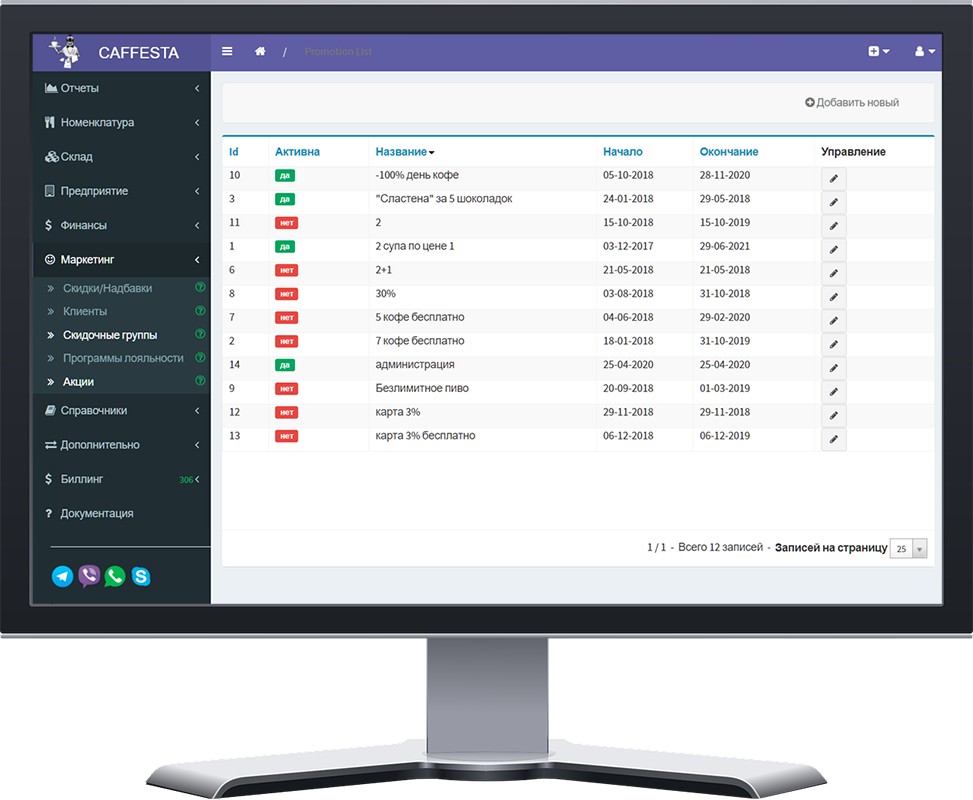 CAFFESTA
/ Promotion List
Отчеты
Номенклатура
Склад
Предприятие
Финансы
Маркетинг
Скидки/Надбавки
Клиенты
Скидочные группы
Программы лояльности
Акции
Справочники
Дополнительно
Биллинг 306
Документация
Добавить новый
Id Активна Название Начало Окончание Управление
10 да -100% день кофе 05-10-2018 28-11-2020
3 да "Сластена" за 5 шоколадок 24-01-2018 29-05-2018
11 нет 2 15-10-2018 15-10-2019
1 да 2 супа по цене 1 03-12-2017 29-06-2021
6 нет 2+1 21-05-2018 21-05-2018
8 нет 30% 03-08-2018 31-10-2018
7 нет 5 кофе бесплатно 04-06-2018 29-02-2020
2 нет 7 кофе бесплатно 18-01-2018 31-10-2019
14 да администрация 25-04-2020 25-04-2020
9 нет Безлимитное пиво 20-09-2018 01-03-2019
12 нет карта 3% 29-11-2018 29-11-2018
13 нет карта 3% бесплатно 06-12-2018 06-12-2019
1 / 1 - Всего 12 записей - Записей на страницу 25